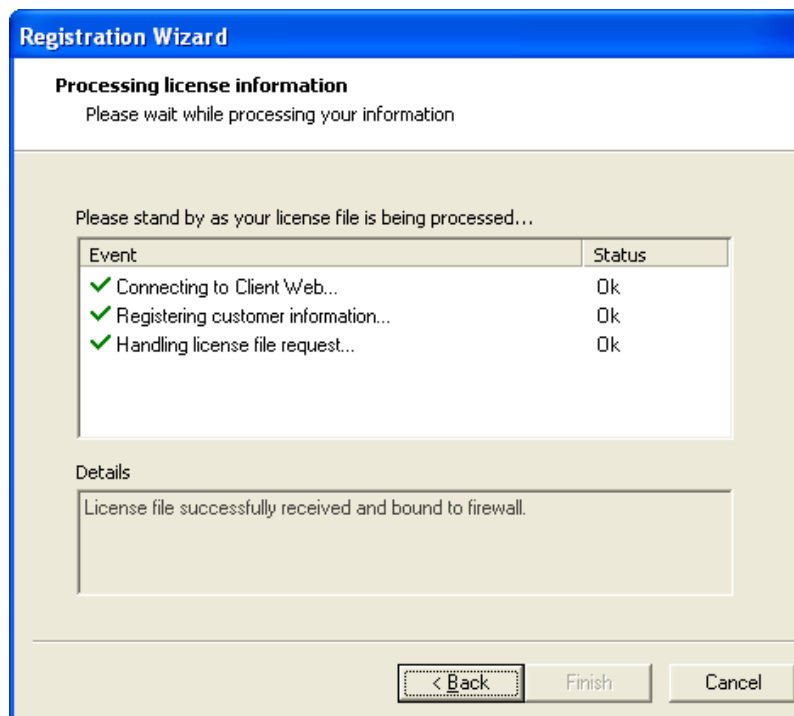 Registration Wizard
Processing license information
Please wait while processing your information
Please stand by as your license file is being processed...
Event Status
Connecting to Client Web... Ok
Registering customer information... Ok
Handling license file request... Ok
Details
License file successfully received and bound to firewall.
< Back Finish Cancel